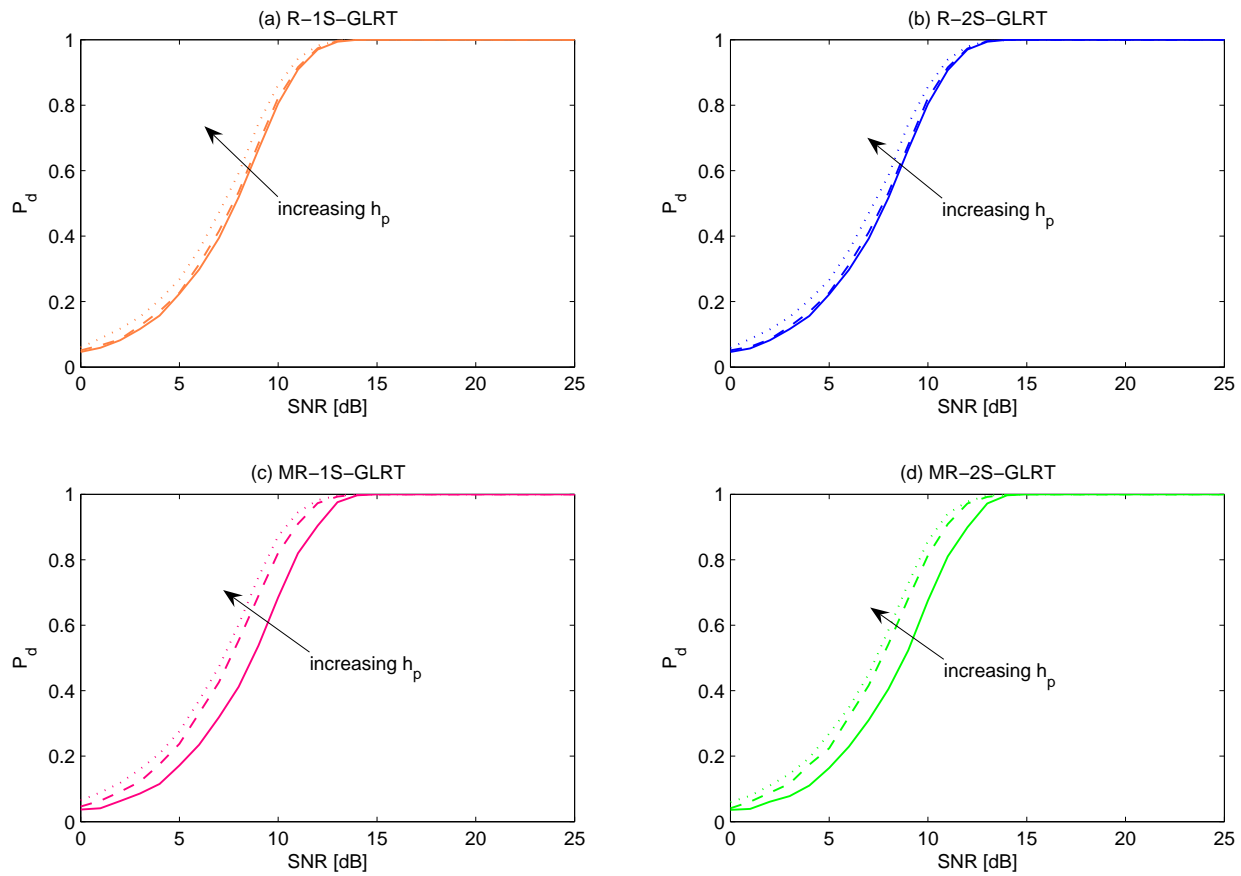 (a) R−1S−GLRT
1
0.8
0.6
0.4
0.2
0
P_d
increasing h_p
0 5 10 15 20 25
SNR [dB]
(b) R−2S−GLRT
1
0.8
0.6
0.4
0.2
0
P_d
increasing h_p
0 5 10 15 20 25
SNR [dB]
(c) MR−1S−GLRT
1
0.8
0.6
0.4
0.2
0
P_d
increasing h_p
0 5 10 15 20 25
SNR [dB]
(d) MR−2S−GLRT
1
0.8
0.6
0.4
0.2
0
P_d
increasing h_p
0 5 10 15 20 25
SNR [dB]